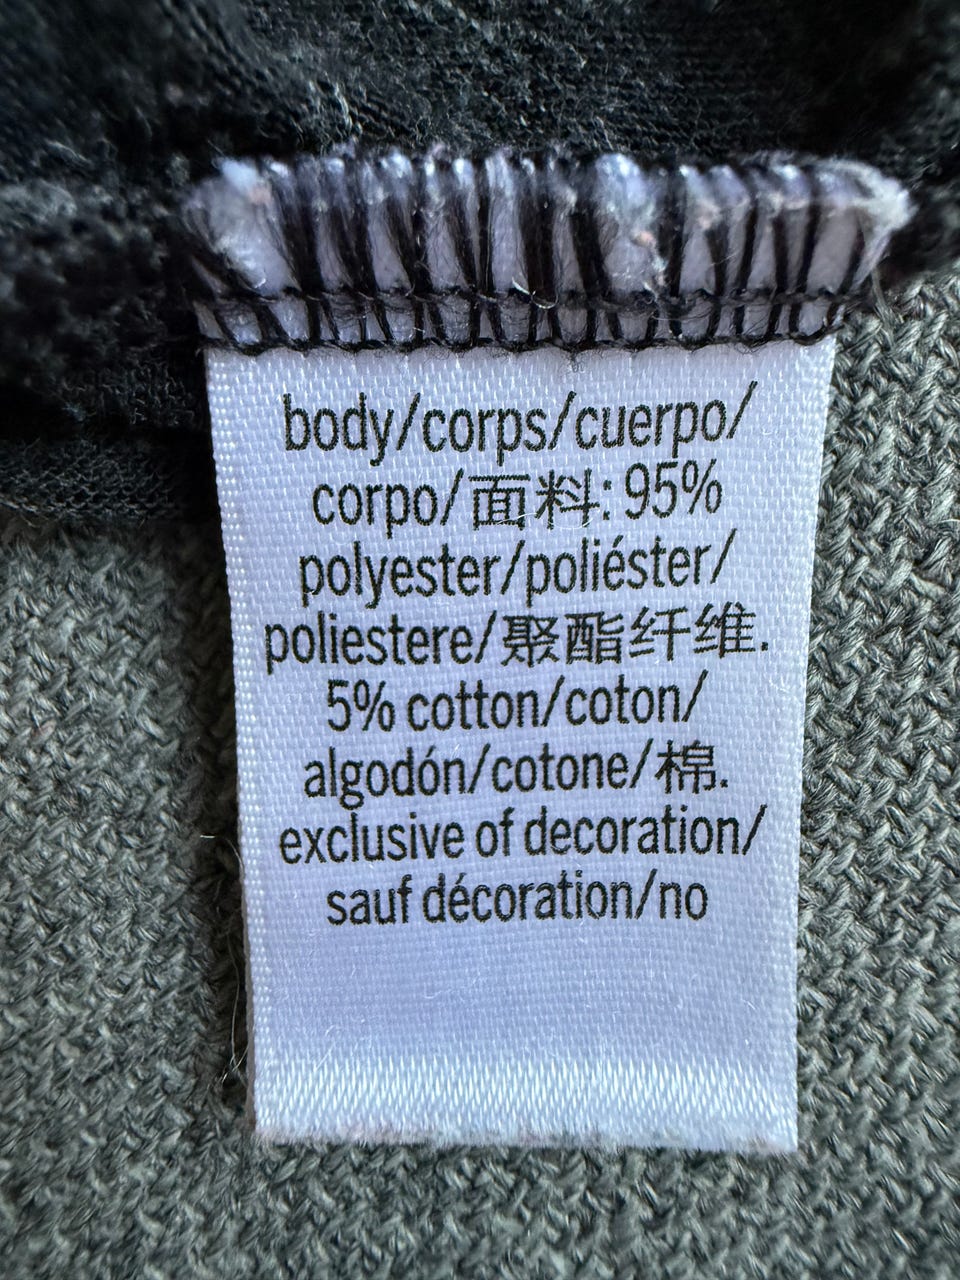 body/corps/cuerpo/
corpo/面料: 95%
polyester/poliéster/
poliestere/聚酯纤维.
5% cotton/coton/
algodón/cotone/棉.
exclusive of decoration/
sauf décoration/no